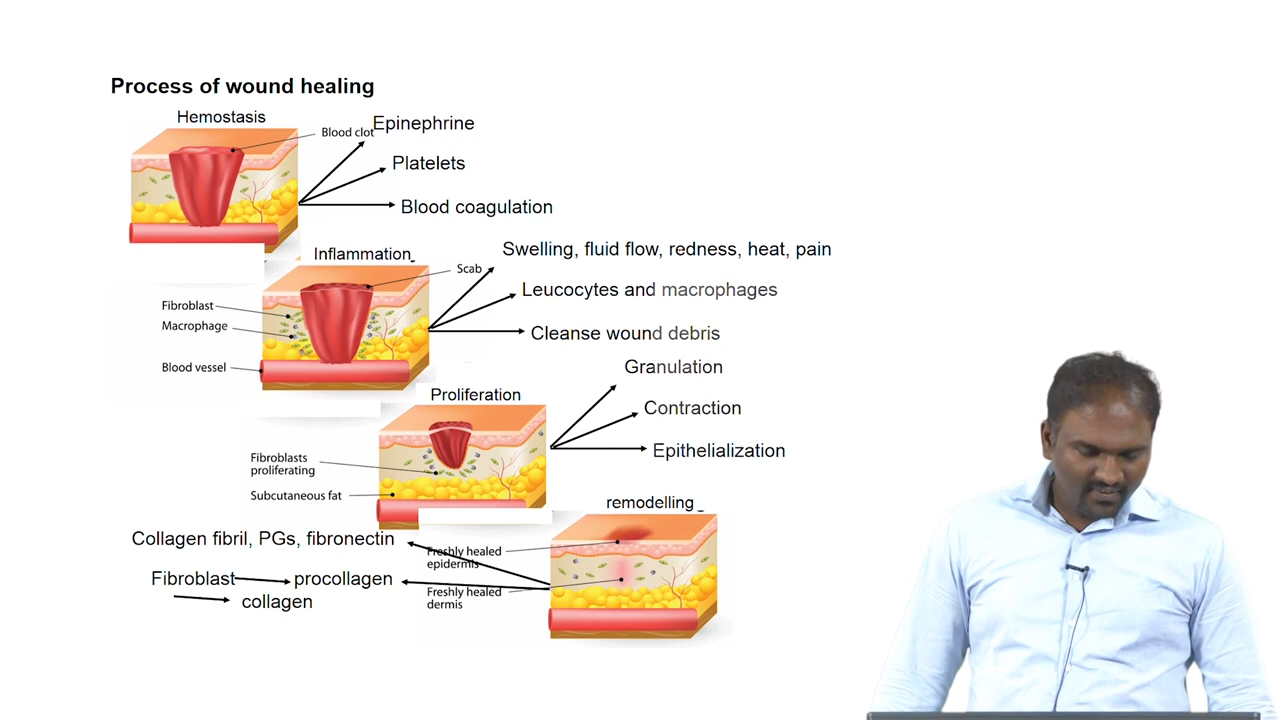 Process of wound healing
Hemostasis
Blood clot
Epinephrine
Platelets
Blood coagulation
Inflammation
Scab
Swelling, fluid flow, redness, heat, pain
Leucocytes and macrophages
Cleanse wound debris
Fibroblast
Macrophage
Blood vessel
Proliferation
Granulation
Contraction
Epithelialization
Fibroblasts
proliferating
Subcutaneous fat
remodelling
Collagen fibril, PGs, fibronectin
Freshly healed
epidermis
Fibroblast procollagen
collagen
Freshly healed
dermis